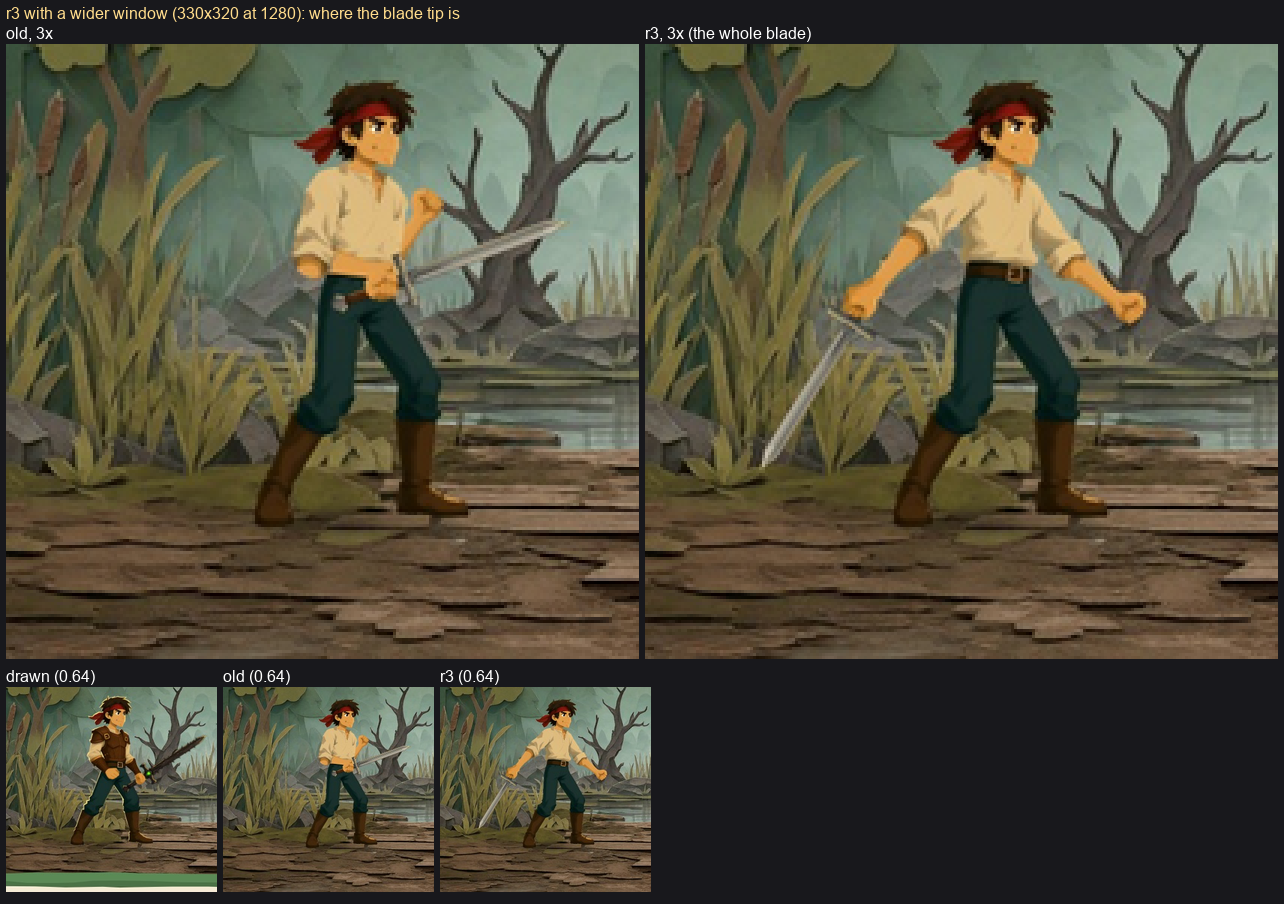 r3 with a wider window (330x320 at 1280): where the blade tip is
old, 3x
r3, 3x (the whole blade)
drawn (0.64)
old (0.64)
r3 (0.64)